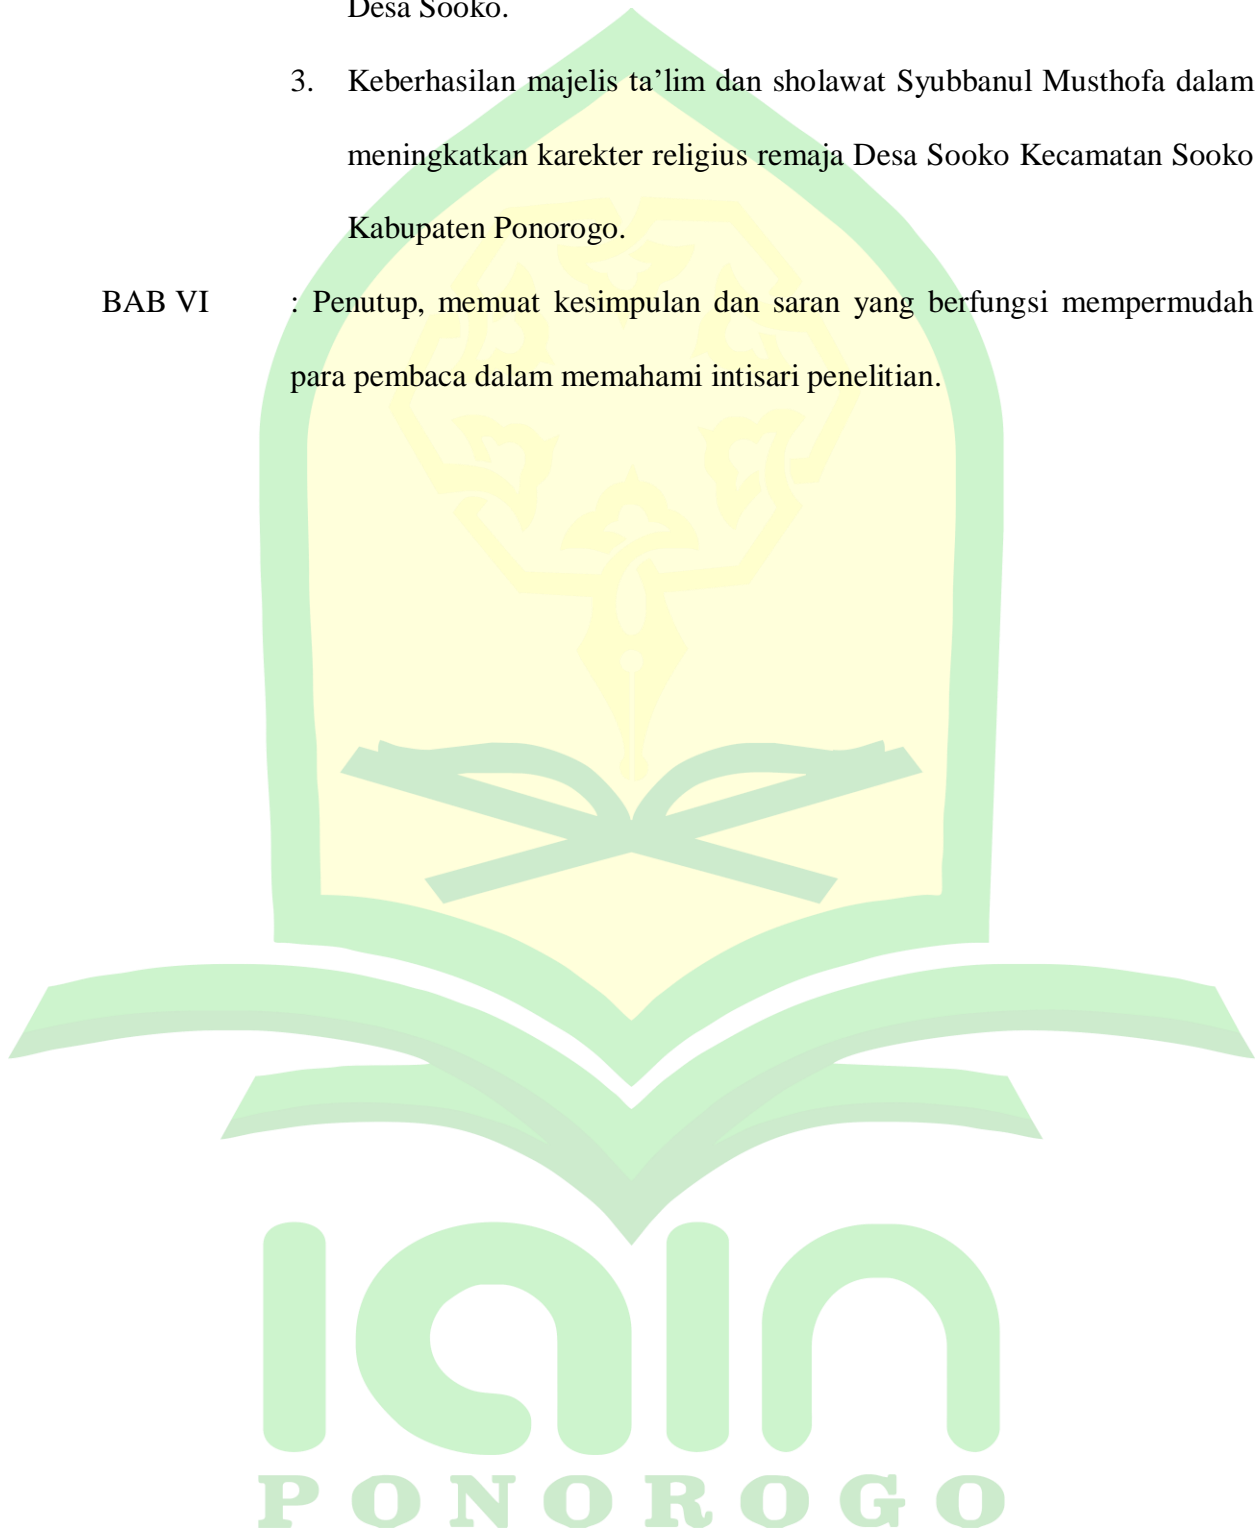 Desa Sooko.
3. Keberhasilan majelis ta’lim dan sholawat Syubbanul Musthofa dalam
meningkatkan karekter religius remaja Desa Sooko Kecamatan Sooko
Kabupaten Ponorogo.
BAB VI : Penutup, memuat kesimpulan dan saran yang berfungsi mempermudah
para pembaca dalam memahami intisari penelitian.
iain
PONOROGO